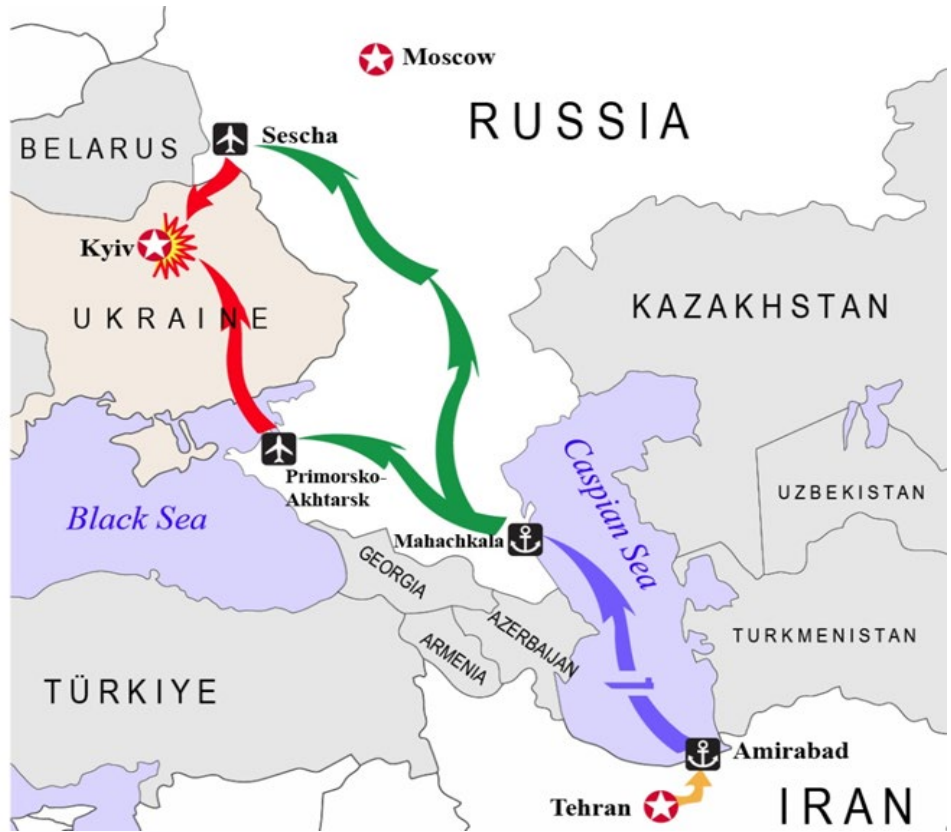 Moscow
RUSSIA
Sescha
BELARUS
Kyiv
UKRAINE
KAZAKHSTAN
Primorsko-
Akhtarsk
Caspian Sea
UZBEKISTAN
Black Sea
Mahachkala
GEORGIA
AZERBAIJAN
ARMENIA
TURKMENISTAN
TÜRKIYE
Amirabad
Tehran
IRAN